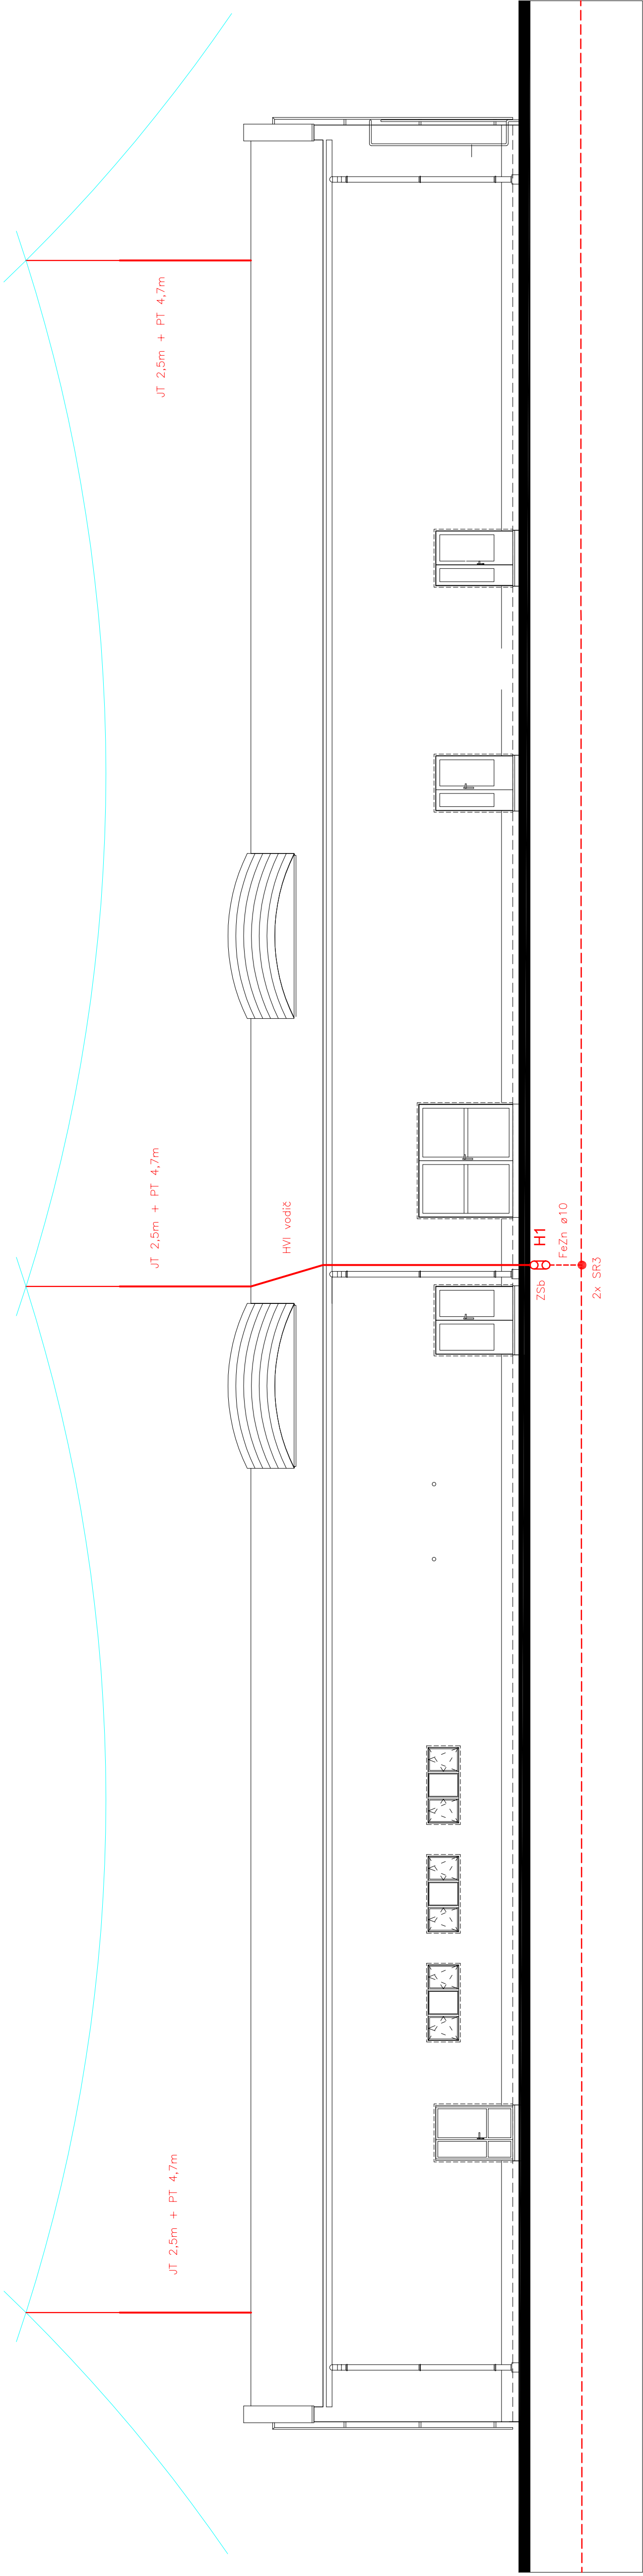 JT 2,5m + PT 4,7m
JT 2,5m + PT 4,7m
HVI vodič
JT 2,5m + PT 4,7m
H1
ZSb
FeZn ø10
2x SR3